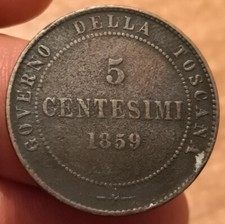 GOVERNO DELLA TOSCANA
5
CENTESIMI
1859